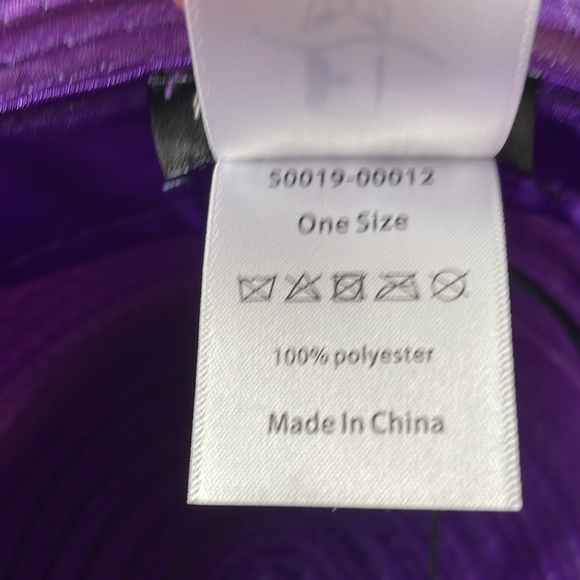 50019-00012
One Size
100% polyester
Made In China